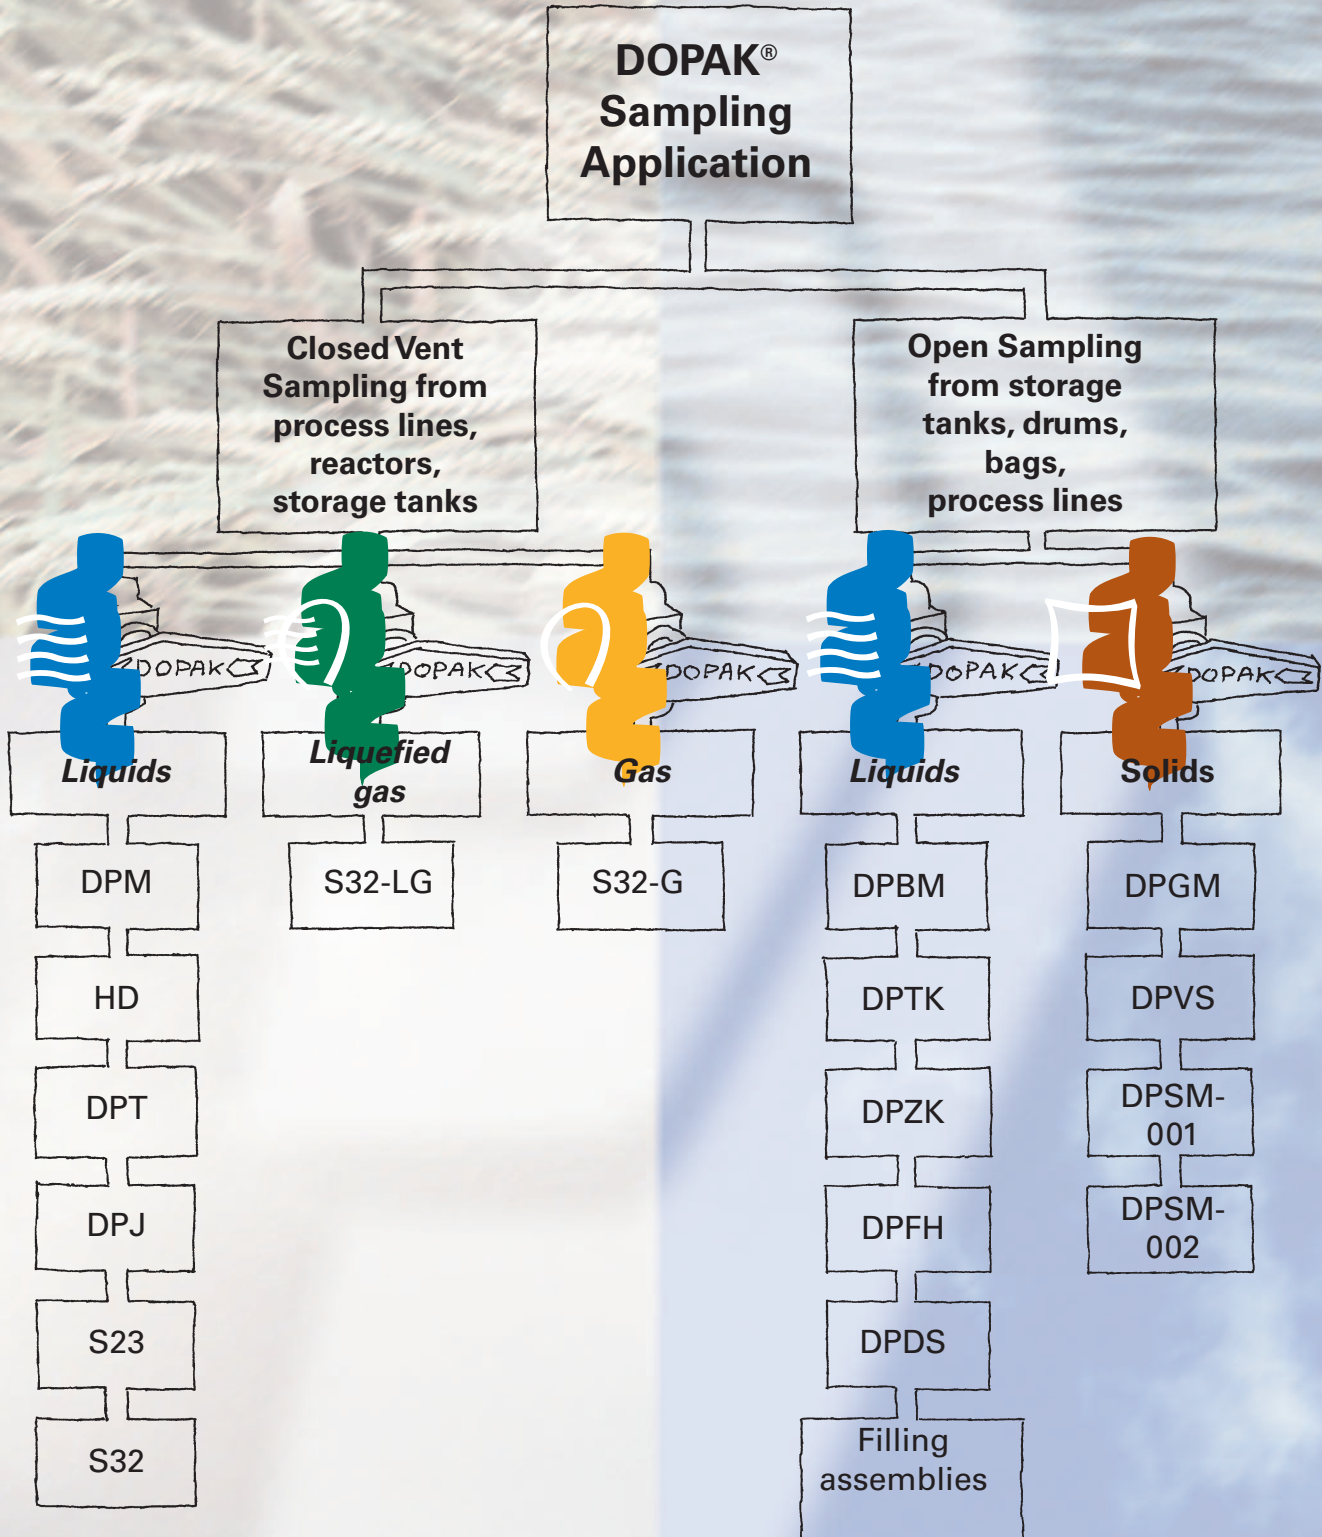 DOPAK®
Sampling
Application
Closed Vent
Sampling from
process lines,
reactors,
storage tanks
Open Sampling
from storage
tanks, drums,
bags,
process lines
DOPAK
DOPAK
DOPAK
DOPAK
DOPAK
Liquids
Liquefied
gas
Gas
Liquids
Solids
DPM
HD
DPT
DPJ
S23
S32
S32-LG
S32-G
DPBM
DPTK
DPZK
DPFH
DPDS
Filling
assemblies
DPGM
DPVS
DPSM-
001
DPSM-
002